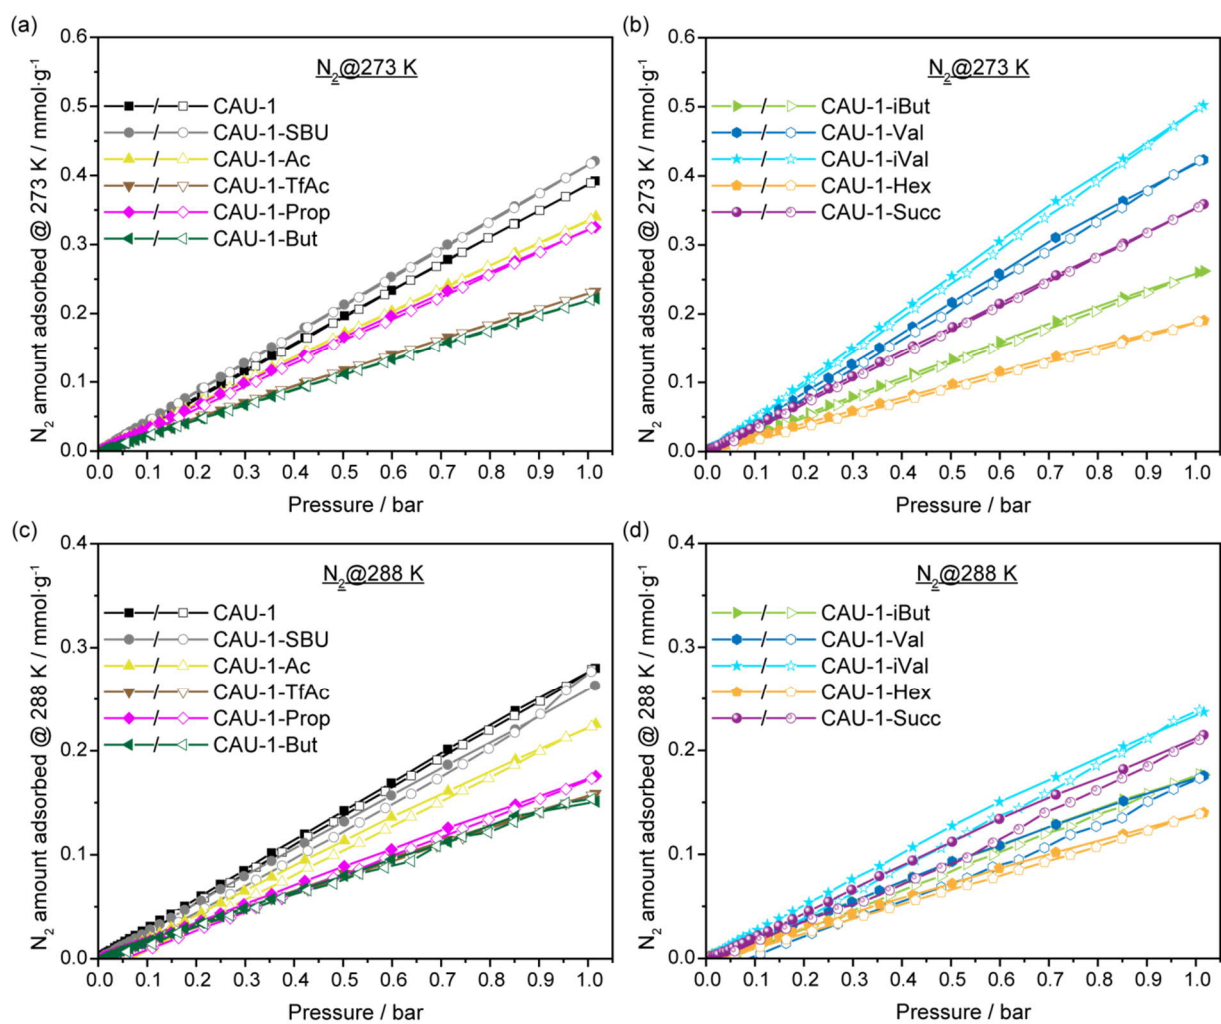 (a)
N2@273 K
CAU-1
CAU-1-SBU
CAU-1-Ac
CAU-1-TfAc
CAU-1-Prop
CAU-1-But
N2 amount adsorbed @ 273 K / mmol·g-1
0.6
0.5
0.4
0.3
0.2
0.1
0.0
0.0 0.1 0.2 0.3 0.4 0.5 0.6 0.7 0.8 0.9 1.0
Pressure / bar
(b)
N2@273 K
CAU-1-iBut
CAU-1-Val
CAU-1-iVal
CAU-1-Hex
CAU-1-Succ
N2 amount adsorbed @ 273 K / mmol·g-1
0.6
0.5
0.4
0.3
0.2
0.1
0.0
0.0 0.1 0.2 0.3 0.4 0.5 0.6 0.7 0.8 0.9 1.0
Pressure / bar
(c)
N2@288 K
CAU-1
CAU-1-SBU
CAU-1-Ac
CAU-1-TfAc
CAU-1-Prop
CAU-1-But
N2 amount adsorbed @ 288 K / mmol·g-1
0.4
0.3
0.2
0.1
0.0
0.0 0.1 0.2 0.3 0.4 0.5 0.6 0.7 0.8 0.9 1.0
Pressure / bar
(d)
N2@288 K
CAU-1-iBut
CAU-1-Val
CAU-1-iVal
CAU-1-Hex
CAU-1-Succ
N2 amount adsorbed @ 288 K / mmol·g-1
0.4
0.3
0.2
0.1
0.0
0.0 0.1 0.2 0.3 0.4 0.5 0.6 0.7 0.8 0.9 1.0
Pressure / bar